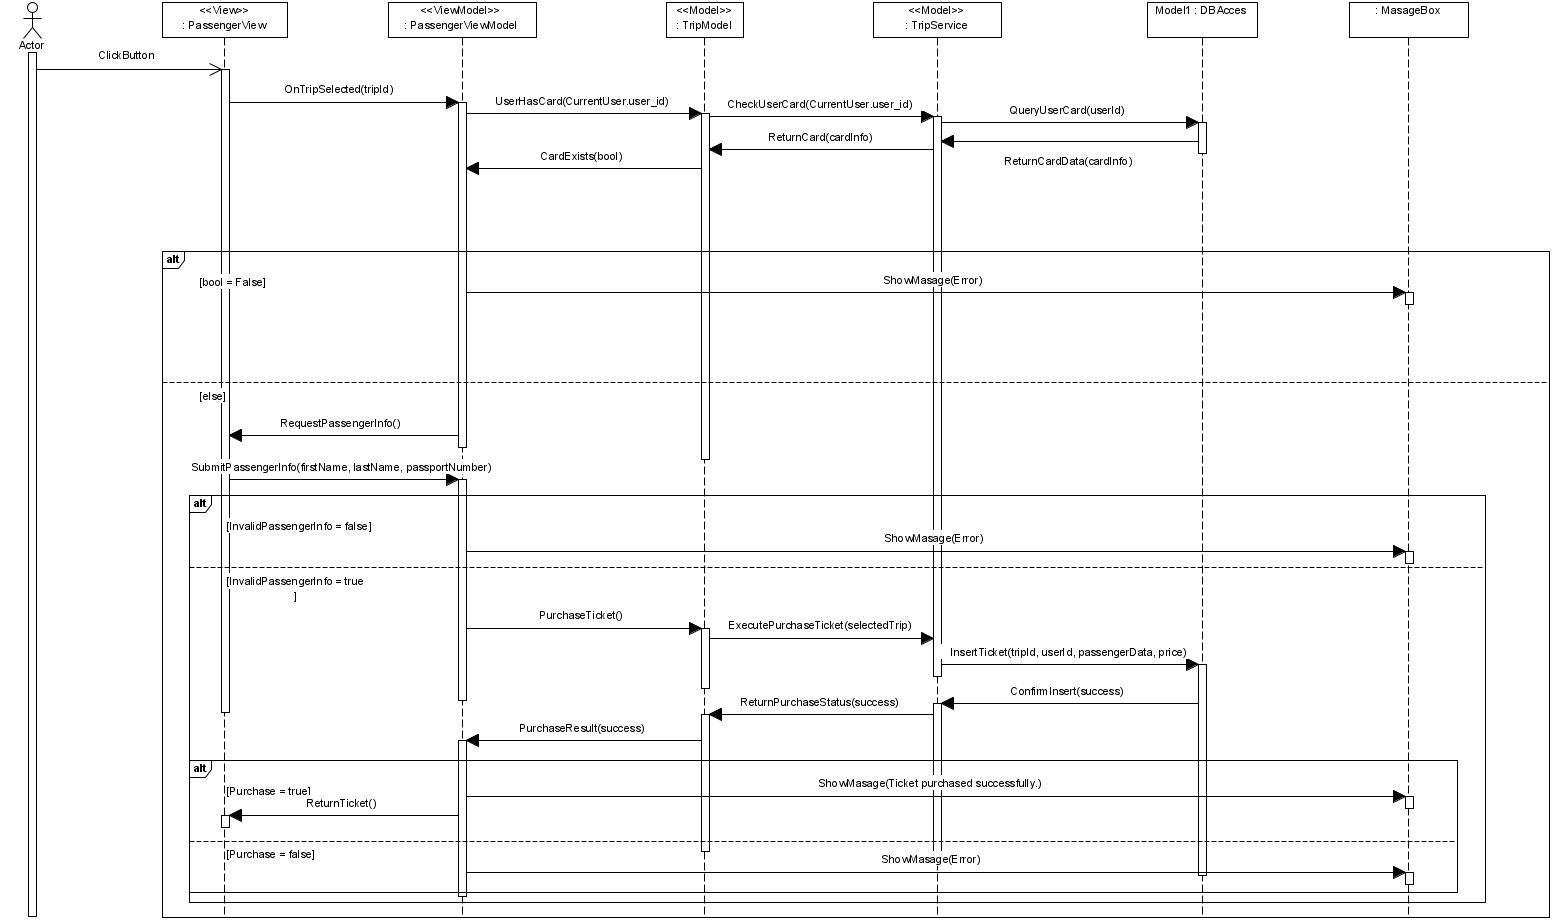 <<View>>
: PassengerView
<<ViewModel>>
: PassengerViewModel
<<Model>>
: TripModel
<<Model>>
: TripService
Model1 : DBAcces
: MasageBox
Actor
ClickButton
OnTripSelected(tripId)
UserHasCard(CurrentUser.user_id)
CheckUserCard(CurrentUser.user_id)
QueryUserCard(userId)
ReturnCard(cardInfo)
CardExists(bool)
ReturnCardData(cardInfo)
alt
[bool = False]
ShowMasage(Error)
[else]
RequestPassengerInfo()
SubmitPassengerInfo(firstName, lastName, passportNumber)
alt
[InvalidPassengerInfo = false]
ShowMasage(Error)
[InvalidPassengerInfo = true
]
PurchaseTicket()
ExecutePurchaseTicket(selectedTrip)
InsertTicket(tripId, userId, passengerData, price)
ConfirmInsert(success)
ReturnPurchaseStatus(success)
PurchaseResult(success)
alt
[Purchase = true]
ShowMasage(Ticket purchased successfully.)
ReturnTicket()
[Purchase = false]
ShowMasage(Error)